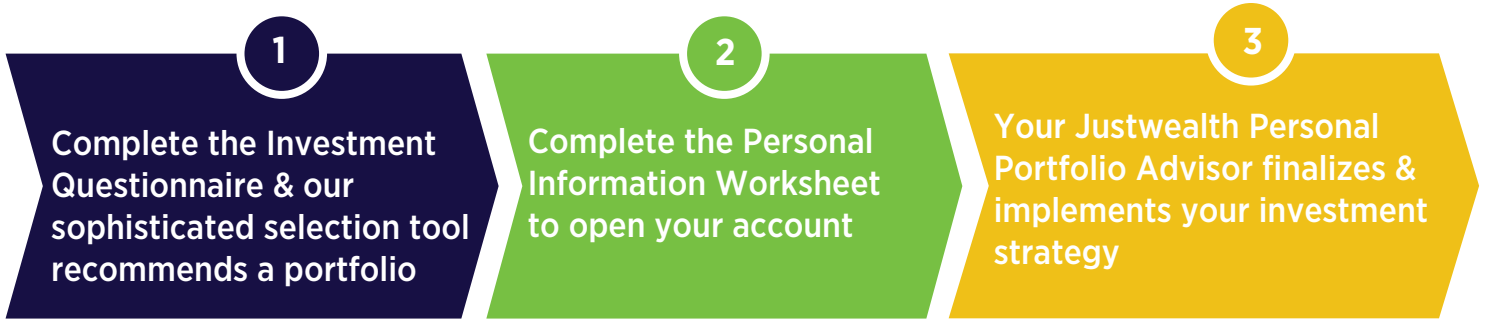 1
Complete the Investment
Questionnaire & our
sophisticated selection tool
recommends a portfolio
2
Complete the Personal
Information Worksheet
to open your account
3
Your Justwealth Personal
Portfolio Advisor finalizes &
implements your investment
strategy